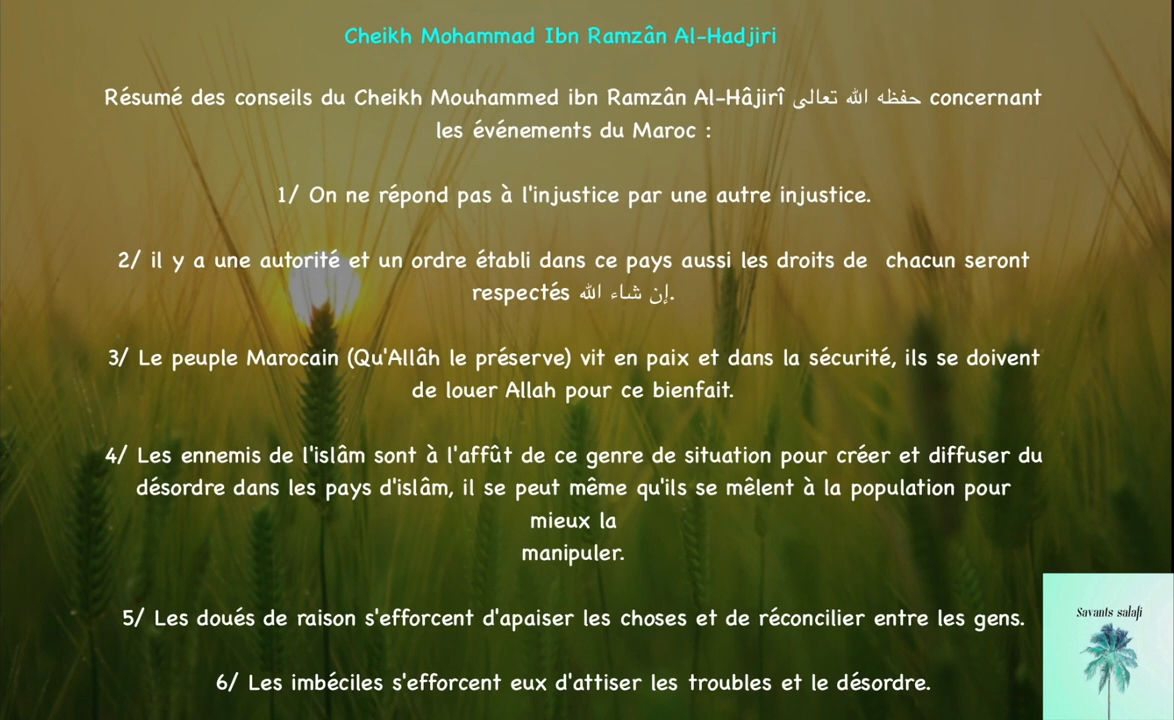 Cheikh Mohammad Ibn Ramzân Al-Hadjiri
Résumé des conseils du Cheikh Mouhammed ibn Ramzân Al-Hâjirî حفظه الله تعالى concernant
les événements du Maroc :
1/ On ne répond pas à l'injustice par une autre injustice.
2/ il y a une autorité et un ordre établi dans ce pays aussi les droits de chacun seront
respectés إن شاء الله.
3/ Le peuple Marocain (Qu'Allâh le préserve) vit en paix et dans la sécurité, ils se doivent
de louer Allah pour ce bienfait.
4/ Les ennemis de l'islâm sont à l'affût de ce genre de situation pour créer et diffuser du
désordre dans les pays d'islâm, il se peut même qu'ils se mêlent à la population pour
mieux la
manipuler.
5/ Les doués de raison s'efforcent d'apaiser les choses et de réconcilier entre les gens.
6/ Les imbéciles s'efforcent eux d'attiser les troubles et le désordre.
Savants salafi